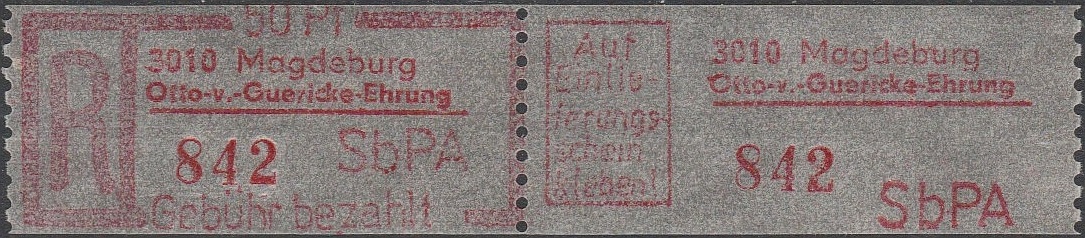 50 Pf
R
3010 Magdeburg
Otto-v.-Guericke-Ehrung
842 SbPA
Gebühr bezahlt
Auf
Einlie-
ferungs-
schein
kleben!
3010 Magdeburg
Otto-v.-Guericke-Ehrung
842
SbPA